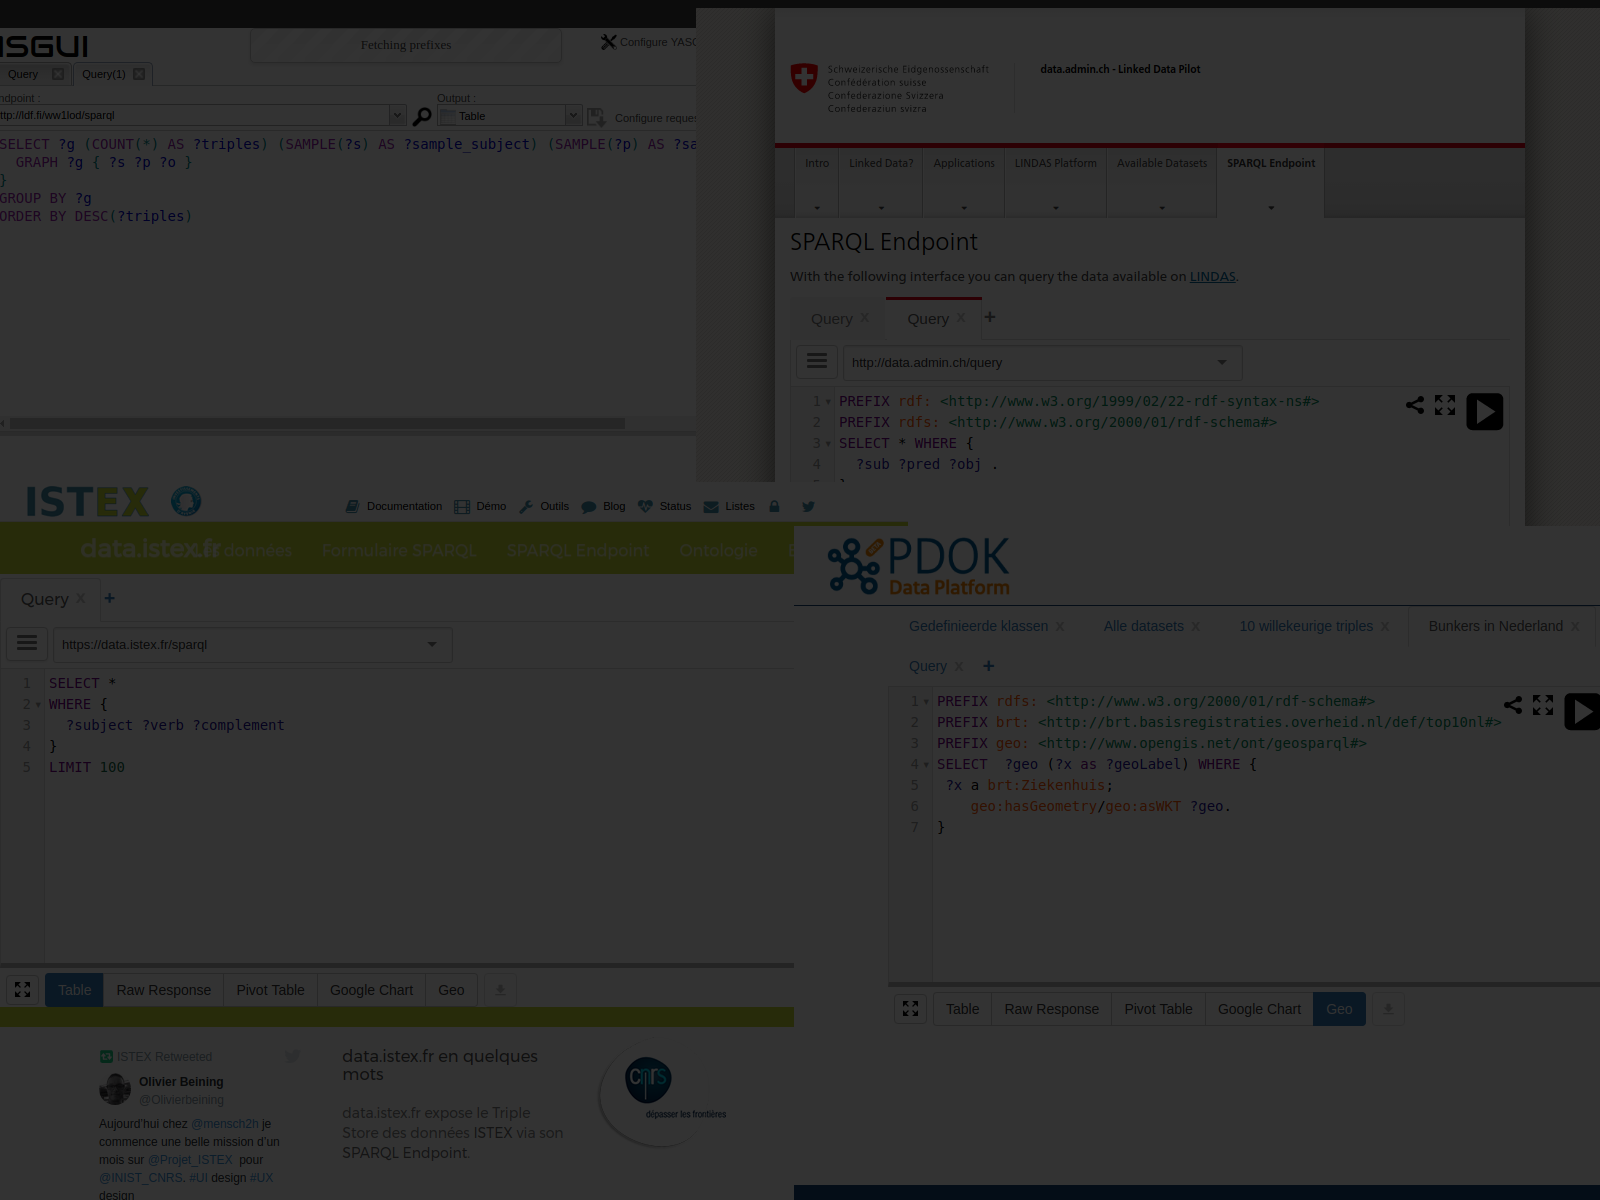 ISGUI
Fetching prefixes
Configure
Query
Query(1)
Output :
ttp://ldf.fi/ww1lod/sparql
Table
Configure
SELECT ?g (COUNT(*) AS ?triples) (SAMPLE(?s) AS ?sample_subject) (SAMPLE(?p) AS ?sa
GRAPH ?g { ?s ?p ?o }
}
GROUP BY ?g
ORDER BY DESC(?triples)
Schweizerische Eidgenossenschaft
Confédération suisse
Confederazione Svizzera
Confederaziun svizra
data.admin.ch - Linked Data Pilot
Intro
Linked Data?
Applications
LINDAS Platform
Available Datasets
SPARQL Endpoint
SPARQL Endpoint
With the following interface you can query the data available on LINDAS.
Query x
Query x +
http://data.admin.ch/query
1 PREFIX rdf: <http://www.w3.org/1999/02/22-rdf-syntax-ns#>
2 PREFIX rdfs: <http://www.w3.org/2000/01/rdf-schema#>
3 SELECT * WHERE {
4 ?sub ?pred ?obj .
ISTEX
Documentation
Démo
Outils
Blog
Status
Listes
data.istex.fr
données
Formulaire SPARQL
SPARQL Endpoint
Ontologie
Query x +
https://data.istex.fr/sparql
1 SELECT *
2 WHERE {
3 ?subject ?verb ?complement
4 }
5 LIMIT 100
Table
Raw Response
Pivot Table
Google Chart
Geo
ISTEX Retweeted
Olivier Beining
@Olivierbeining
Aujourd'hui chez @mensch2h je
commence une belle mission d'un
mois sur @Projet_ISTEX pour
@INIST_CNRS. #UI design #UX
design
data.istex.fr en quelques
mots
data.istex.fr expose le Triple
Store des données ISTEX via son
SPARQL Endpoint.
cnrs
dépasser les frontières
PDOK
Data Platform
Gedefinieerde klassen x
Alle datasets x
10 willekeurige triples x
Bunkers in Nederland x
Query x +
1 PREFIX rdfs: <http://www.w3.org/2000/01/rdf-schema#>
2 PREFIX brt: <http://brt.basisregistraties.overheid.nl/def/top10nl#>
3 PREFIX geo: <http://www.opengis.net/ont/geosparql#>
4 SELECT ?geo (?x as ?geoLabel) WHERE {
5 ?x a brt:Ziekenhuis;
6 geo:hasGeometry/geo:asWKT ?geo.
7 }
Table
Raw Response
Pivot Table
Google Chart
Geo